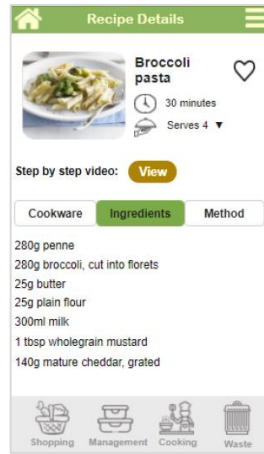 Recipe Details
Broccoli
pasta
30 minutes
Serves 4 ▼
Step by step video: View
Cookware Ingredients Method
280g penne
280g broccoli, cut into florets
25g butter
25g plain flour
300ml milk
1 tbsp wholegrain mustard
140g mature cheddar, grated
Shopping Management Cooking Waste